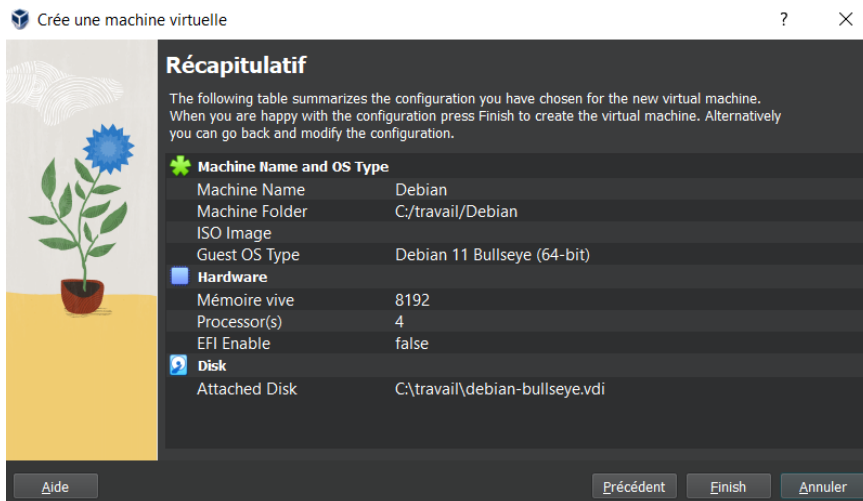 Crée une machine virtuelle
?
Récapitulatif
The following table summarizes the configuration you have chosen for the new virtual machine.
When you are happy with the configuration press Finish to create the virtual machine. Alternatively
you can go back and modify the configuration.
Machine Name and OS Type
Machine Name Debian
Machine Folder C:/travail/Debian
ISO Image
Guest OS Type Debian 11 Bullseye (64-bit)
Hardware
Mémoire vive 8192
Processor(s) 4
EFI Enable false
Disk
Attached Disk C:\travail\debian-bullseye.vdi
Aide Précédent Finish Annuler